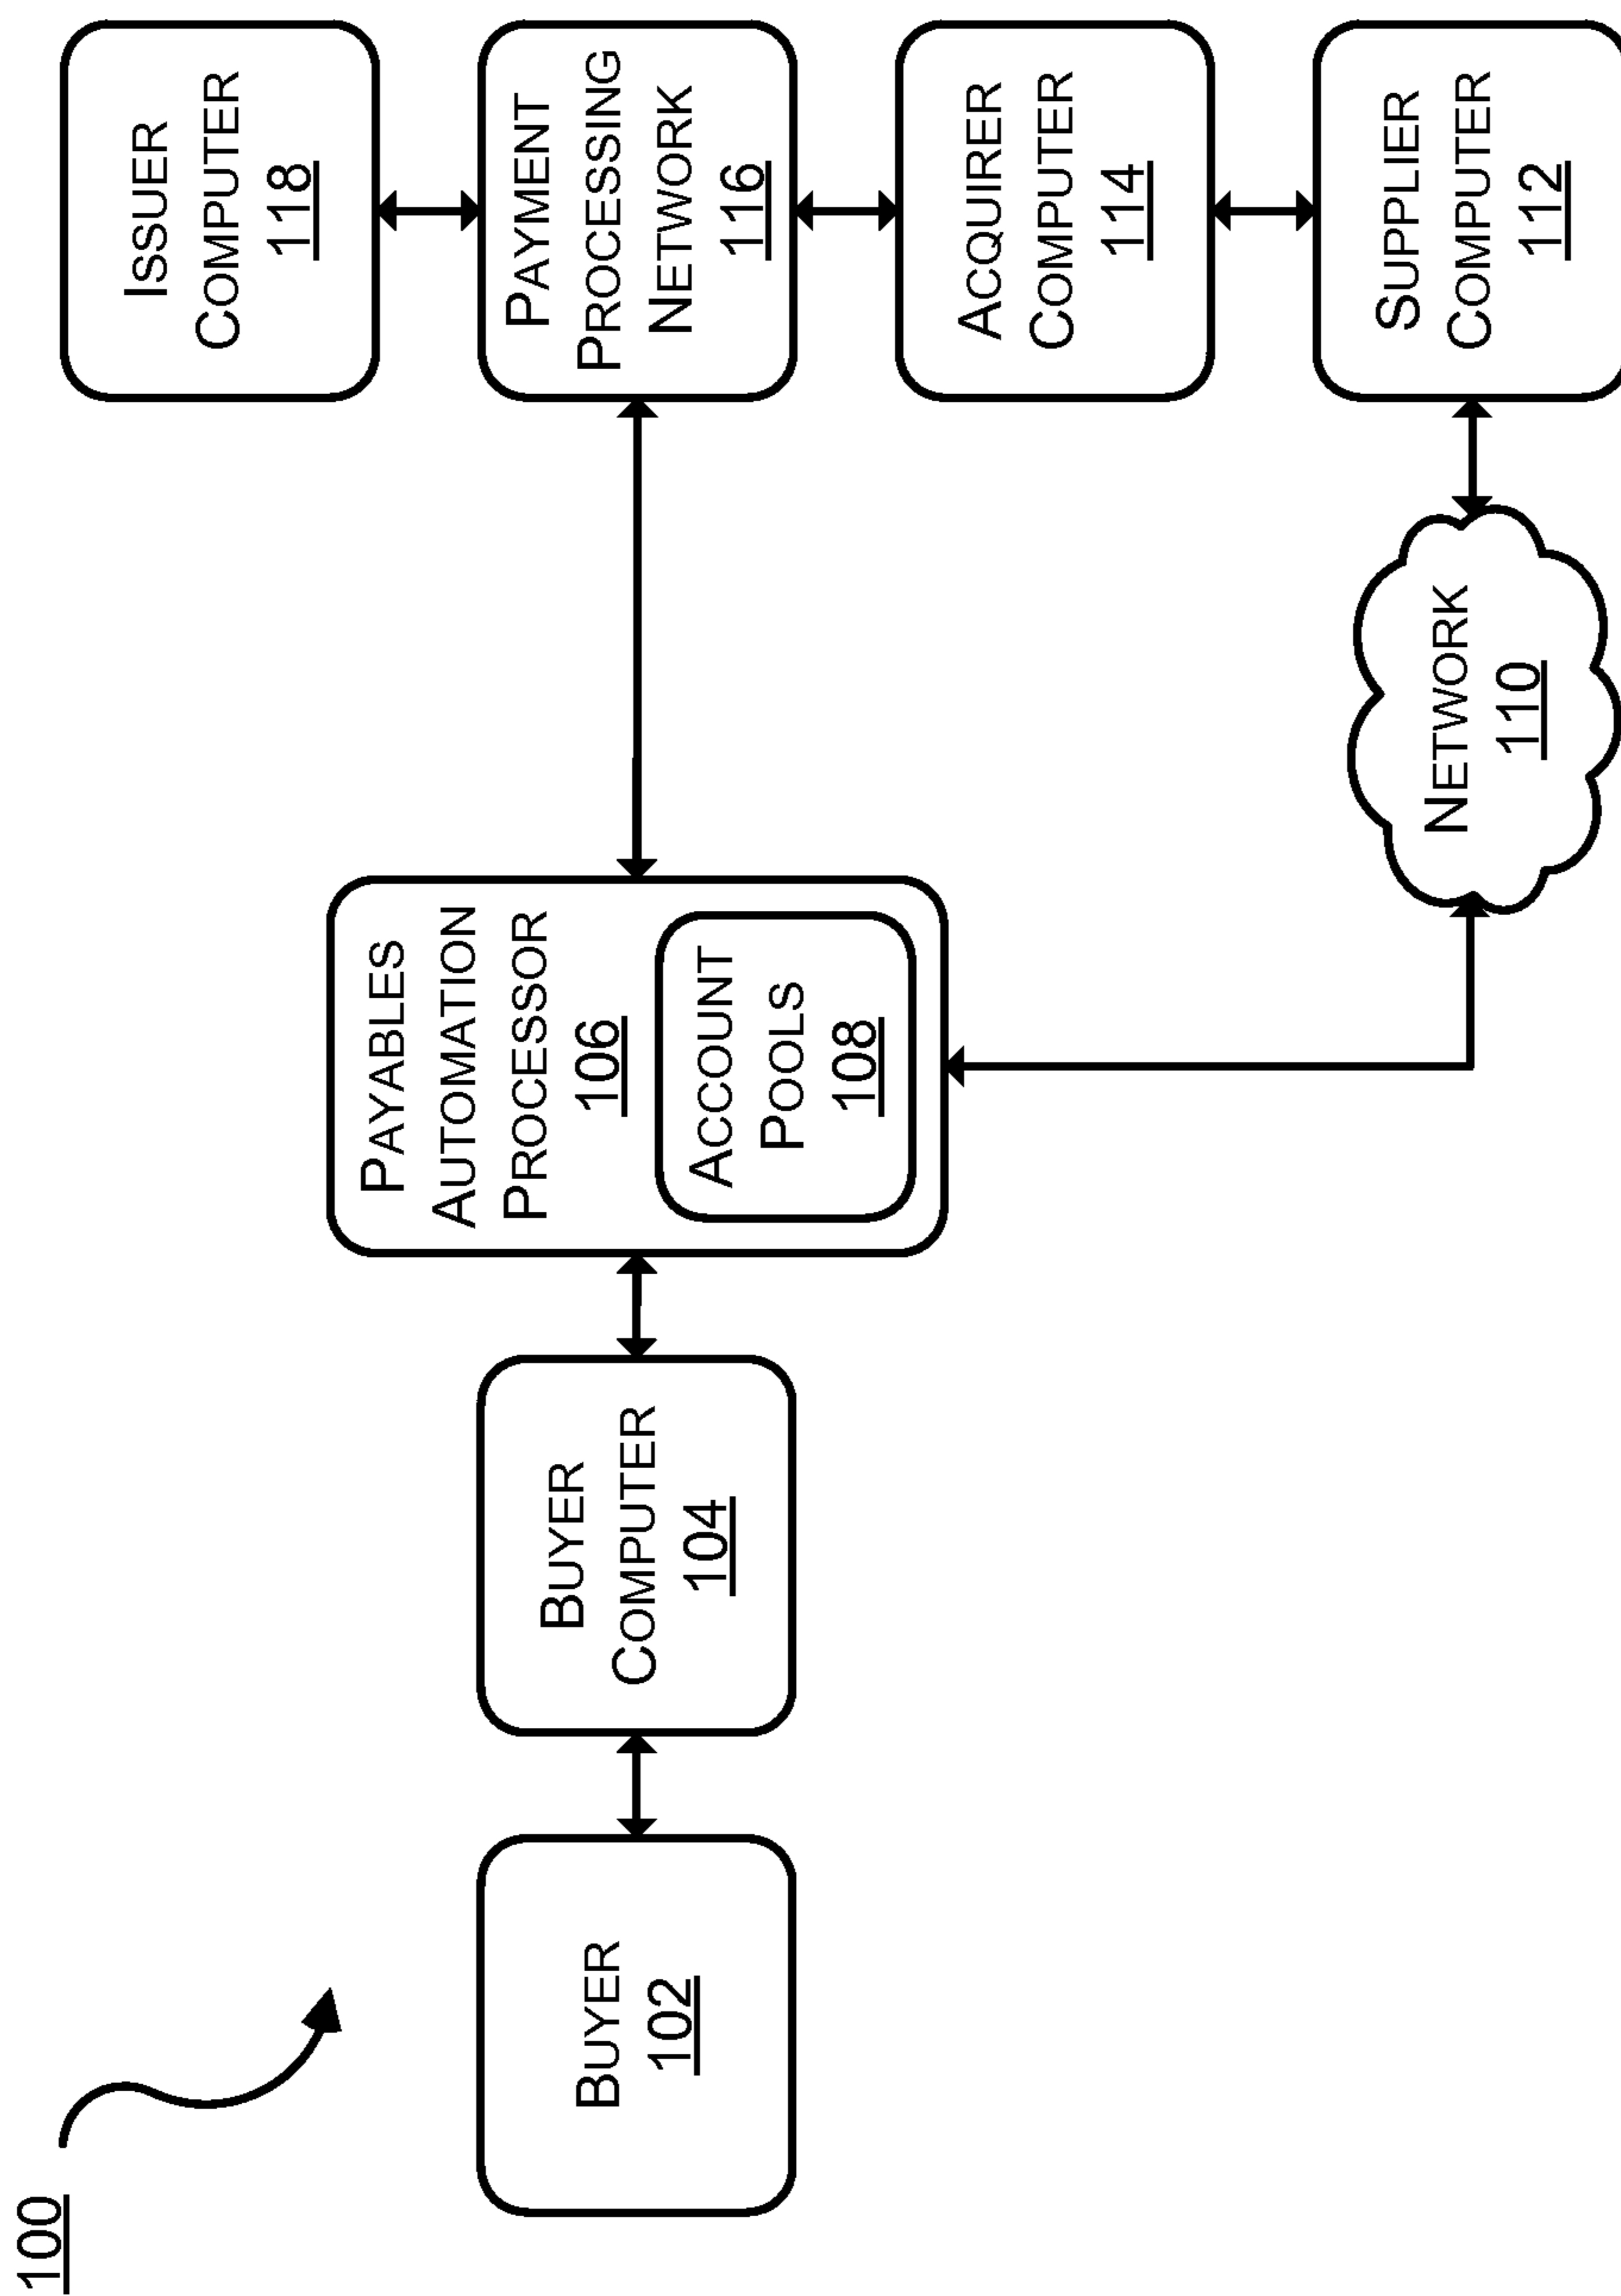 100
BUYER
102
BUYER
COMPUTER
104
PAYABLES
AUTOMATION
PROCESSOR
106
ACCOUNT
POOLS
108
ISSUER
COMPUTER
118
PAYMENT
PROCESSING
NETWORK
116
ACQUIRER
COMPUTER
114
SUPPLIER
COMPUTER
112
NETWORK
110